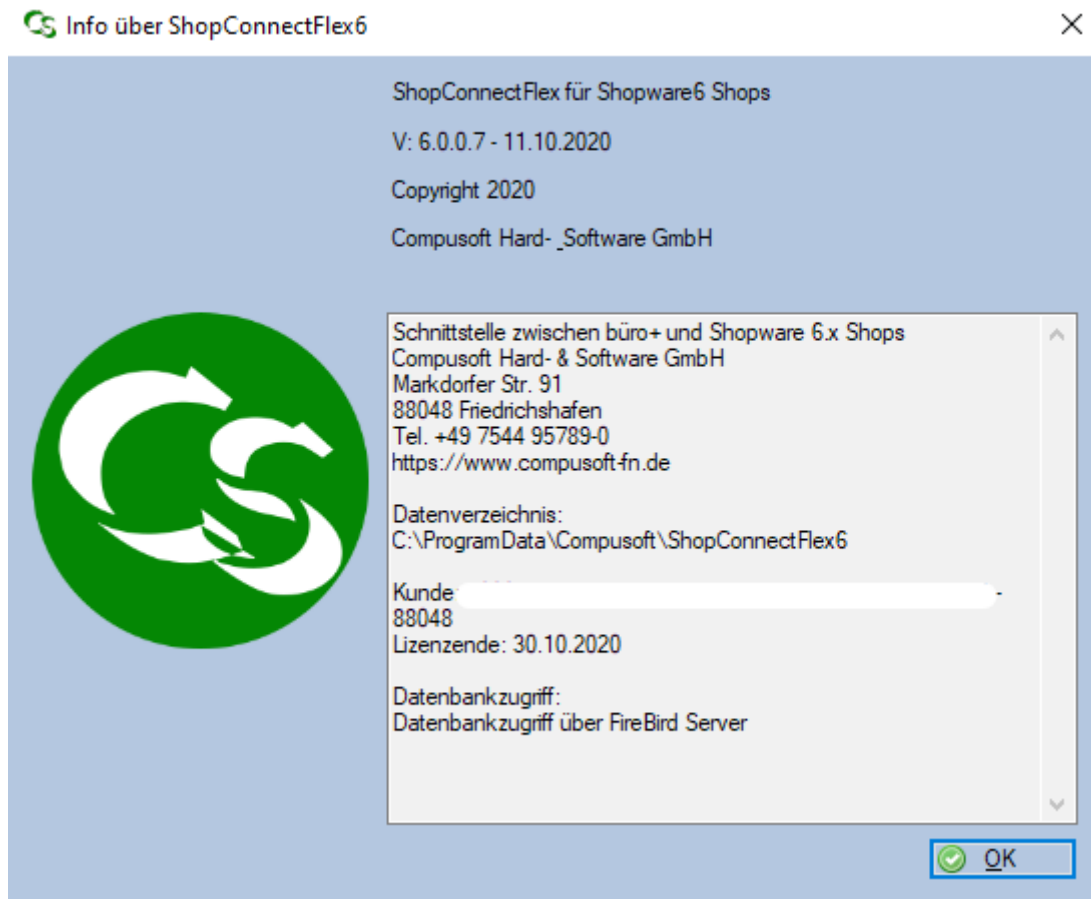 Info über ShopConnectFlex6
ShopConnectFlex für Shopware6 Shops
V: 6.0.0.7 - 11.10.2020
Copyright 2020
Compusoft Hard- _Software GmbH
CS
Schnittstelle zwischen büro+ und Shopware 6.x Shops
Compusoft Hard- & Software GmbH
Markdorfer Str. 91
88048 Friedrichshafen
Tel. +49 7544 95789-0
https://www.compusoft-fn.de
Datenverzeichnis:
C:\ProgramData\Compusoft\ShopConnectFlex6
Kunde -
88048
Lizenzende: 30.10.2020
Datenbankzugriff:
Datenbankzugriff über FireBird Server
OK